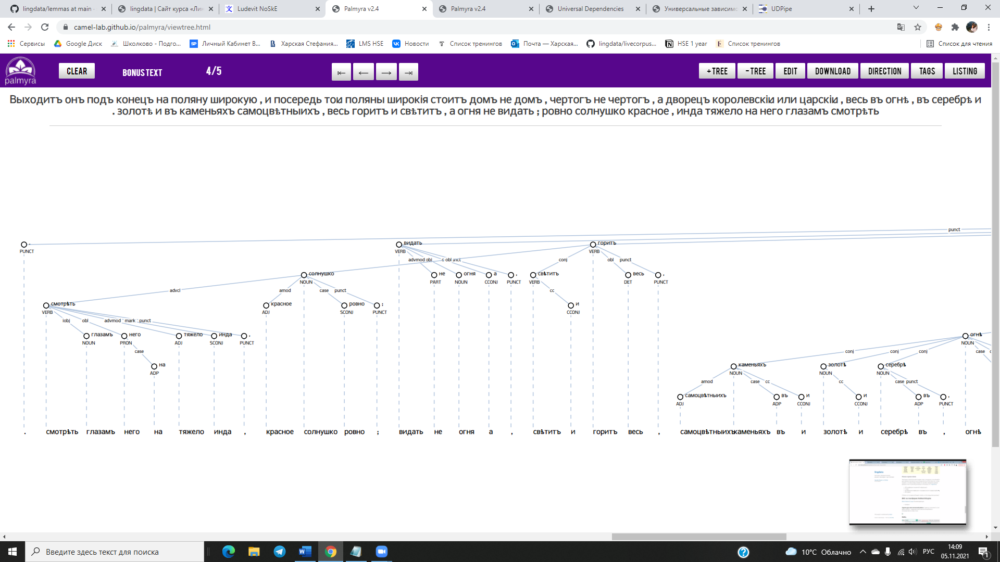 lingdata/lemmas at main
lingdata | Сайт курса «Лин
Ludevit NoSkE
Palmyra v2.4
Palmyra v2.4
Universal Dependencies
Универсальные зависимо
UDPipe
camel-lab.github.io/palmyra/viewtree.html
Сервисы
Google Диск
Школково - Подго...
Личный Кабинет В...
Харская Стефания...
LMS HSE
Новости
Список тренингов
Почта — Харская...
lingdata/livecorpus...
HSE 1 year
Список тренингов
Список для чтения
palmyra
CLEAR
BONUS TEXT
4/5
+TREE
-TREE
EDIT
DOWNLOAD
DIRECTION
TAGS
LISTING
Выходитъ онъ подъ конецъ на поляну широкую , и посередь тои поляны широкія стоитъ домъ не домъ , чертогъ не чертогъ , а дворецъ королевскіи или царскіи , весь въ огнѣ , въ серебрѣ и
. золотѣ и въ каменьяхъ самоцвѣтныихъ , весь горитъ и свѣтитъ , а огня не видать ; ровно солнушко красное , инда тяжело на него глазамъ смотрѣть
punct
. видать горитъ
PUNCT VERB VERB
advmod obl obl conj obl punct
солнушко не огня а , свѣтитъ весь ,
NOUN PART NOUN CCONJ PUNCT VERB DET PUNCT
advcl amod case punct cc
смотрѣть красное ровно ; и
VERB ADJ SCONJ PUNCT CCONJ
iobj obl advmod mark punct
глазамъ него тяжело инда , огнѣ
NOUN PRON ADJ SCONJ PUNCT NOUN
case conj conj conj case
на каменьяхъ золотѣ серебрѣ
ADP NOUN NOUN NOUN
amod case cc cc case punct
самоцвѣтныихъ въ и и въ ,
ADJ ADP CCONJ CCONJ ADP PUNCT
. смотрѣть глазамъ него на тяжело инда , красное солнушко ровно ; видать не огня а , свѣтитъ и горитъ весь , самоцвѣтныихъ каменьяхъ въ и золотѣ и серебрѣ въ , огнѣ
Введите здесь текст для поиска
10°C Облачно
РУС
14:09
05.11.2021
1